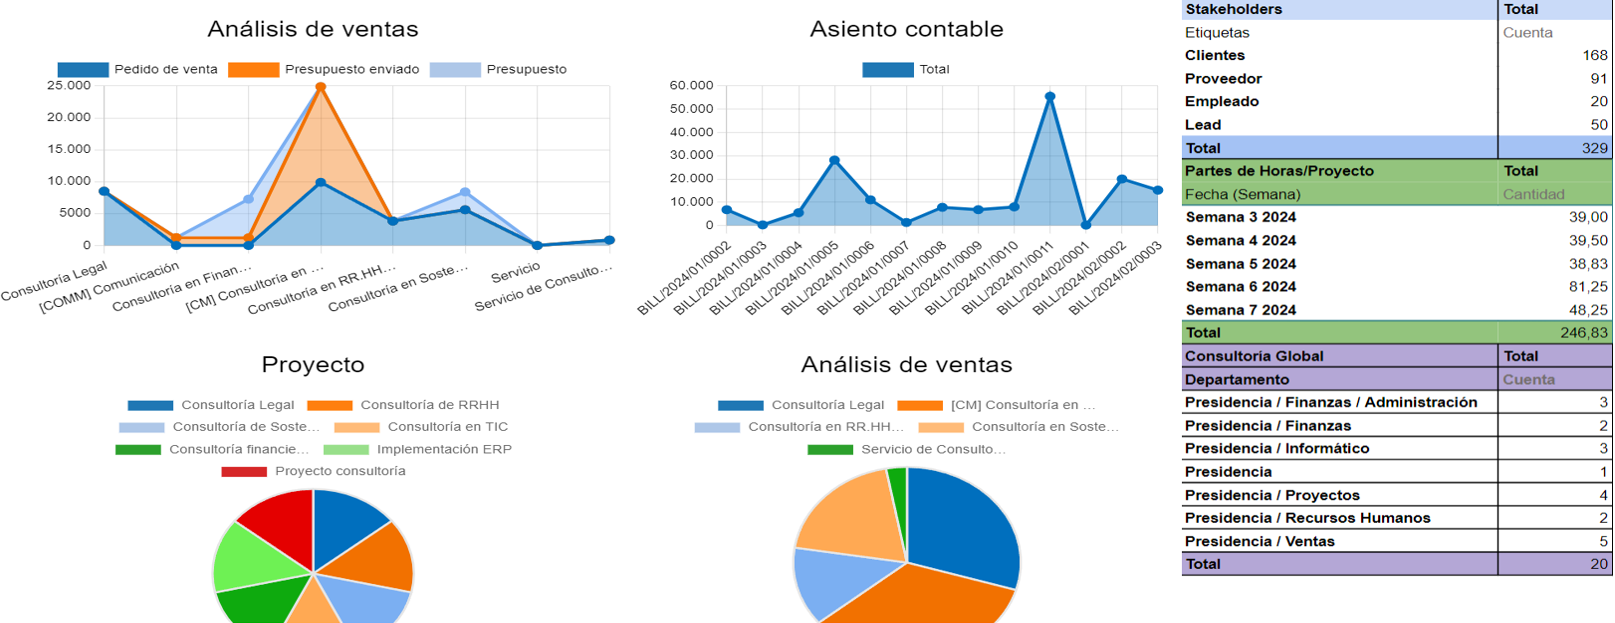 Análisis de ventas
Pedido de venta Presupuesto enviado Presupuesto
25.000
20.000
15.000
10.000
5000
0
Consultoría Legal
[COMM] Comunicación
Consultoría en Finan...
[CM] Consultoría en ...
Consultoría en RR.HH...
Consultoría en Soste...
Servicio
Servicio de Consulto...
Asiento contable
Total
60.000
50.000
40.000
30.000
20.000
10.000
0
BILL/2024/01/0002
BILL/2024/01/0003
BILL/2024/01/0004
BILL/2024/01/0005
BILL/2024/01/0006
BILL/2024/01/0007
BILL/2024/01/0008
BILL/2024/01/0009
BILL/2024/01/0010
BILL/2024/01/0011
BILL/2024/02/0001
BILL/2024/02/0002
BILL/2024/02/0003
Proyecto
Consultoría Legal Consultoría de RRHH
Consultoría de Soste... Consultoría en TIC
Consultoría financie... Implementación ERP
Proyecto consultoría
Análisis de ventas
Consultoría Legal [CM] Consultoría en ...
Consultoría en RR.HH... Consultoría en Soste...
Servicio de Consulto...
Stakeholders Total
Etiquetas Cuenta
Clientes 168
Proveedor 91
Empleado 20
Lead 50
Total 329
Partes de Horas/Proyecto Total
Fecha (Semana) Cantidad
Semana 3 2024 39,00
Semana 4 2024 39,50
Semana 5 2024 38,83
Semana 6 2024 81,25
Semana 7 2024 48,25
Total 246,83
Consultoria Global Total
Departamento Cuenta
Presidencia / Finanzas / Administración 3
Presidencia / Finanzas 2
Presidencia / Informático 3
Presidencia 1
Presidencia / Proyectos 4
Presidencia / Recursos Humanos 2
Presidencia / Ventas 5
Total 20